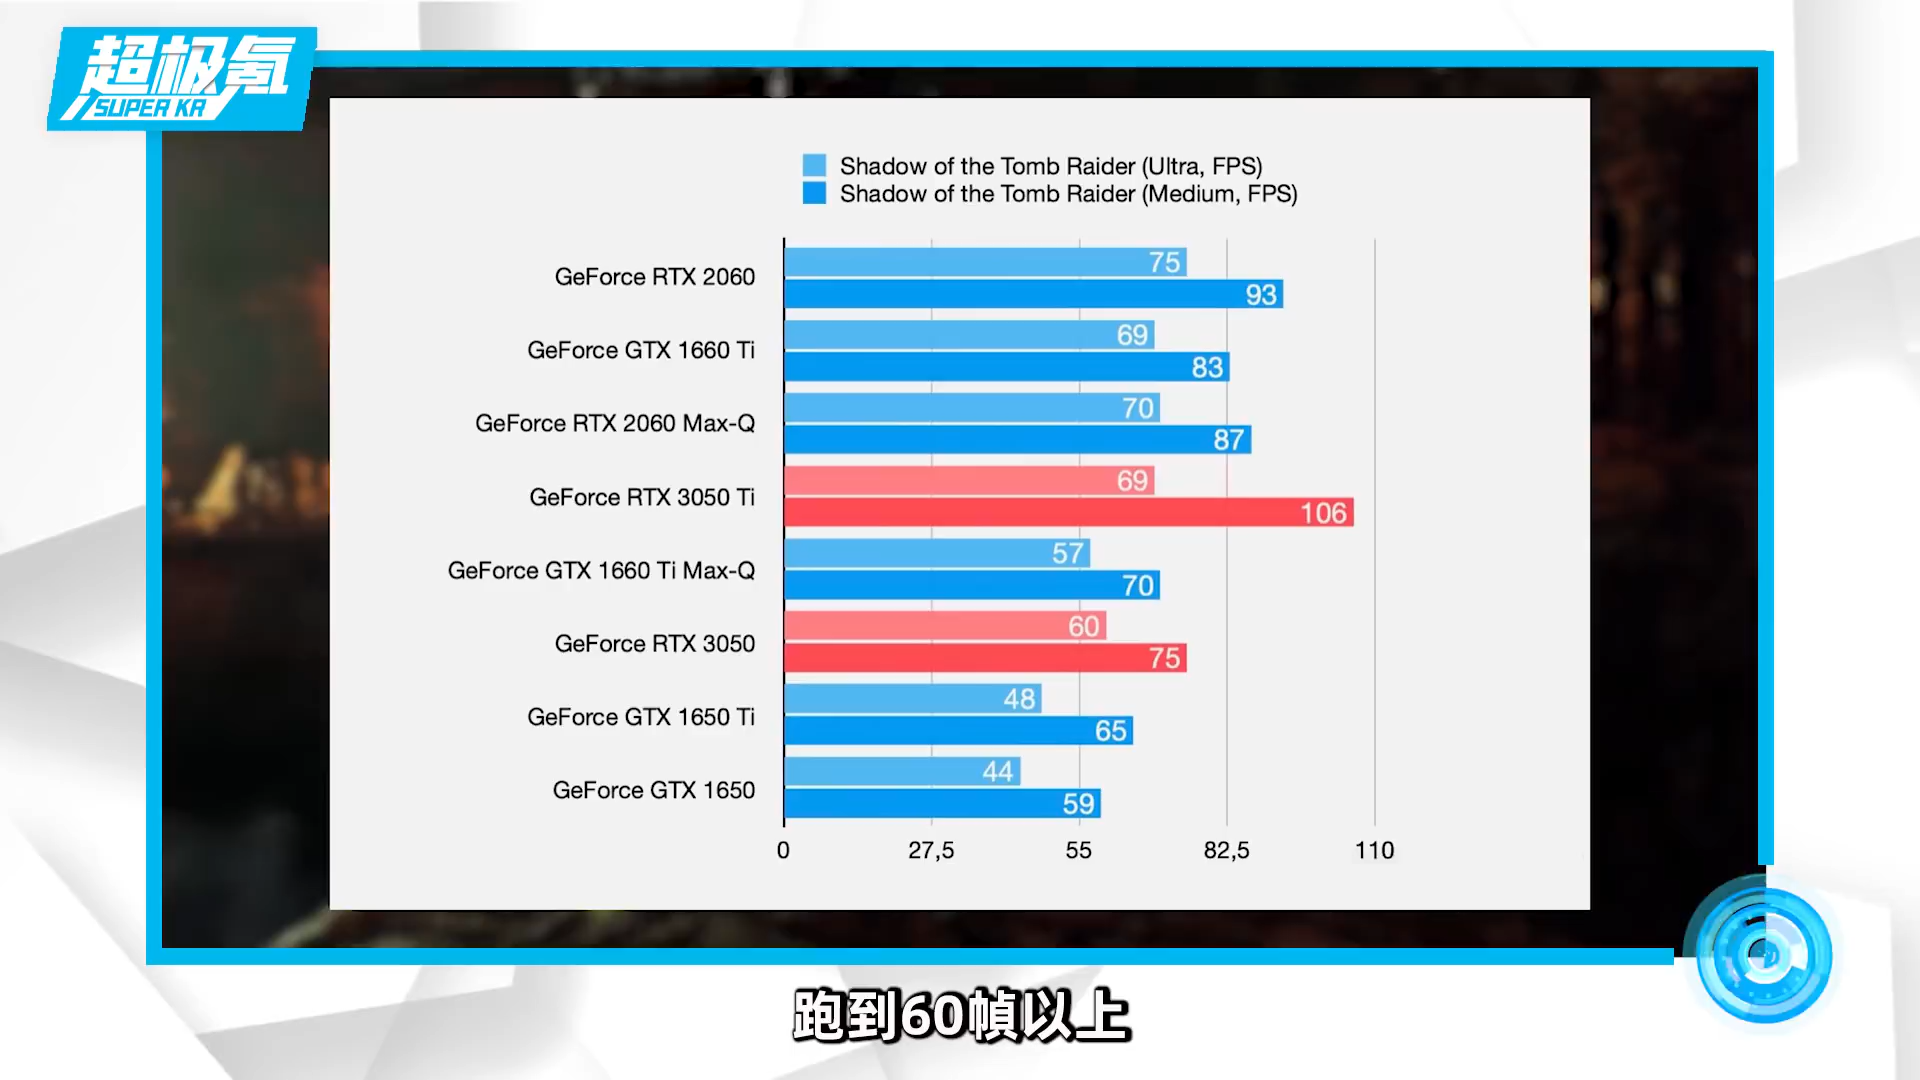 超极氪
SUPER KR
Shadow of the Tomb Raider (Ultra, FPS)
Shadow of the Tomb Raider (Medium, FPS)
GeForce RTX 2060
75
93
GeForce GTX 1660 Ti
69
83
GeForce RTX 2060 Max-Q
70
87
GeForce RTX 3050 Ti
69
106
GeForce GTX 1660 Ti Max-Q
57
70
GeForce RTX 3050
60
75
GeForce GTX 1650 Ti
48
65
GeForce GTX 1650
44
59
0 27,5 55 82,5 110
跑到60幀以上